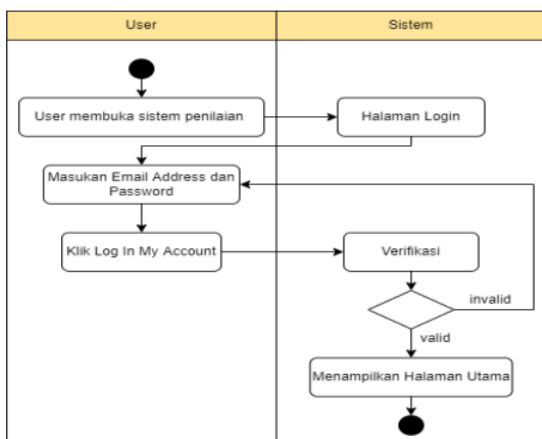 User
Sistem
User membuka sistem penilaian
Halaman Login
Masukan Email Address dan
Password
Klik Log In My Account
Verifikasi
invalid
valid
Menampilkan Halaman Utama